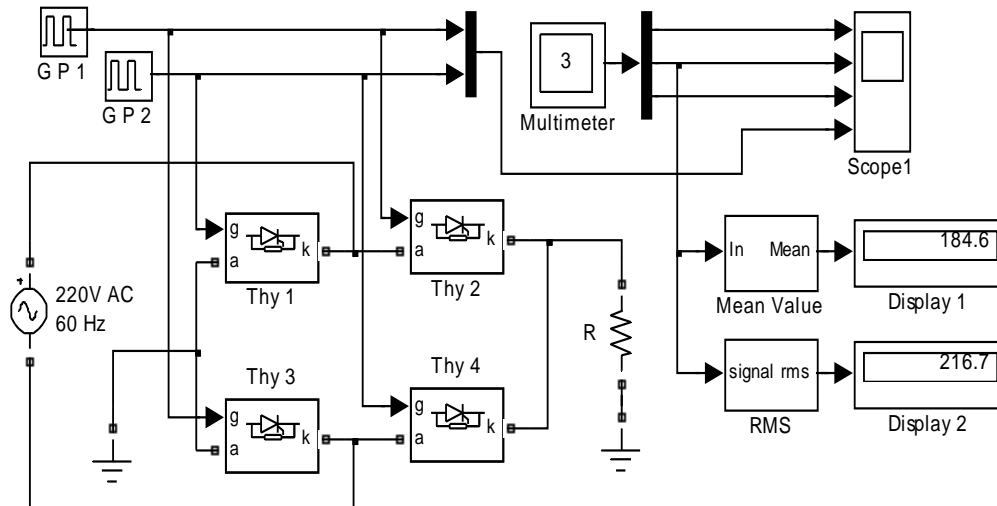 G P 1
G P 2
3
Multimeter
Scope1
g
a
k
Thy 1
g
a
k
Thy 2
+
220V AC
60 Hz
R
In Mean
Mean Value
184.6
Display 1
Thy 3
g
a
k
Thy 4
g
a
k
signal rms
RMS
216.7
Display 2